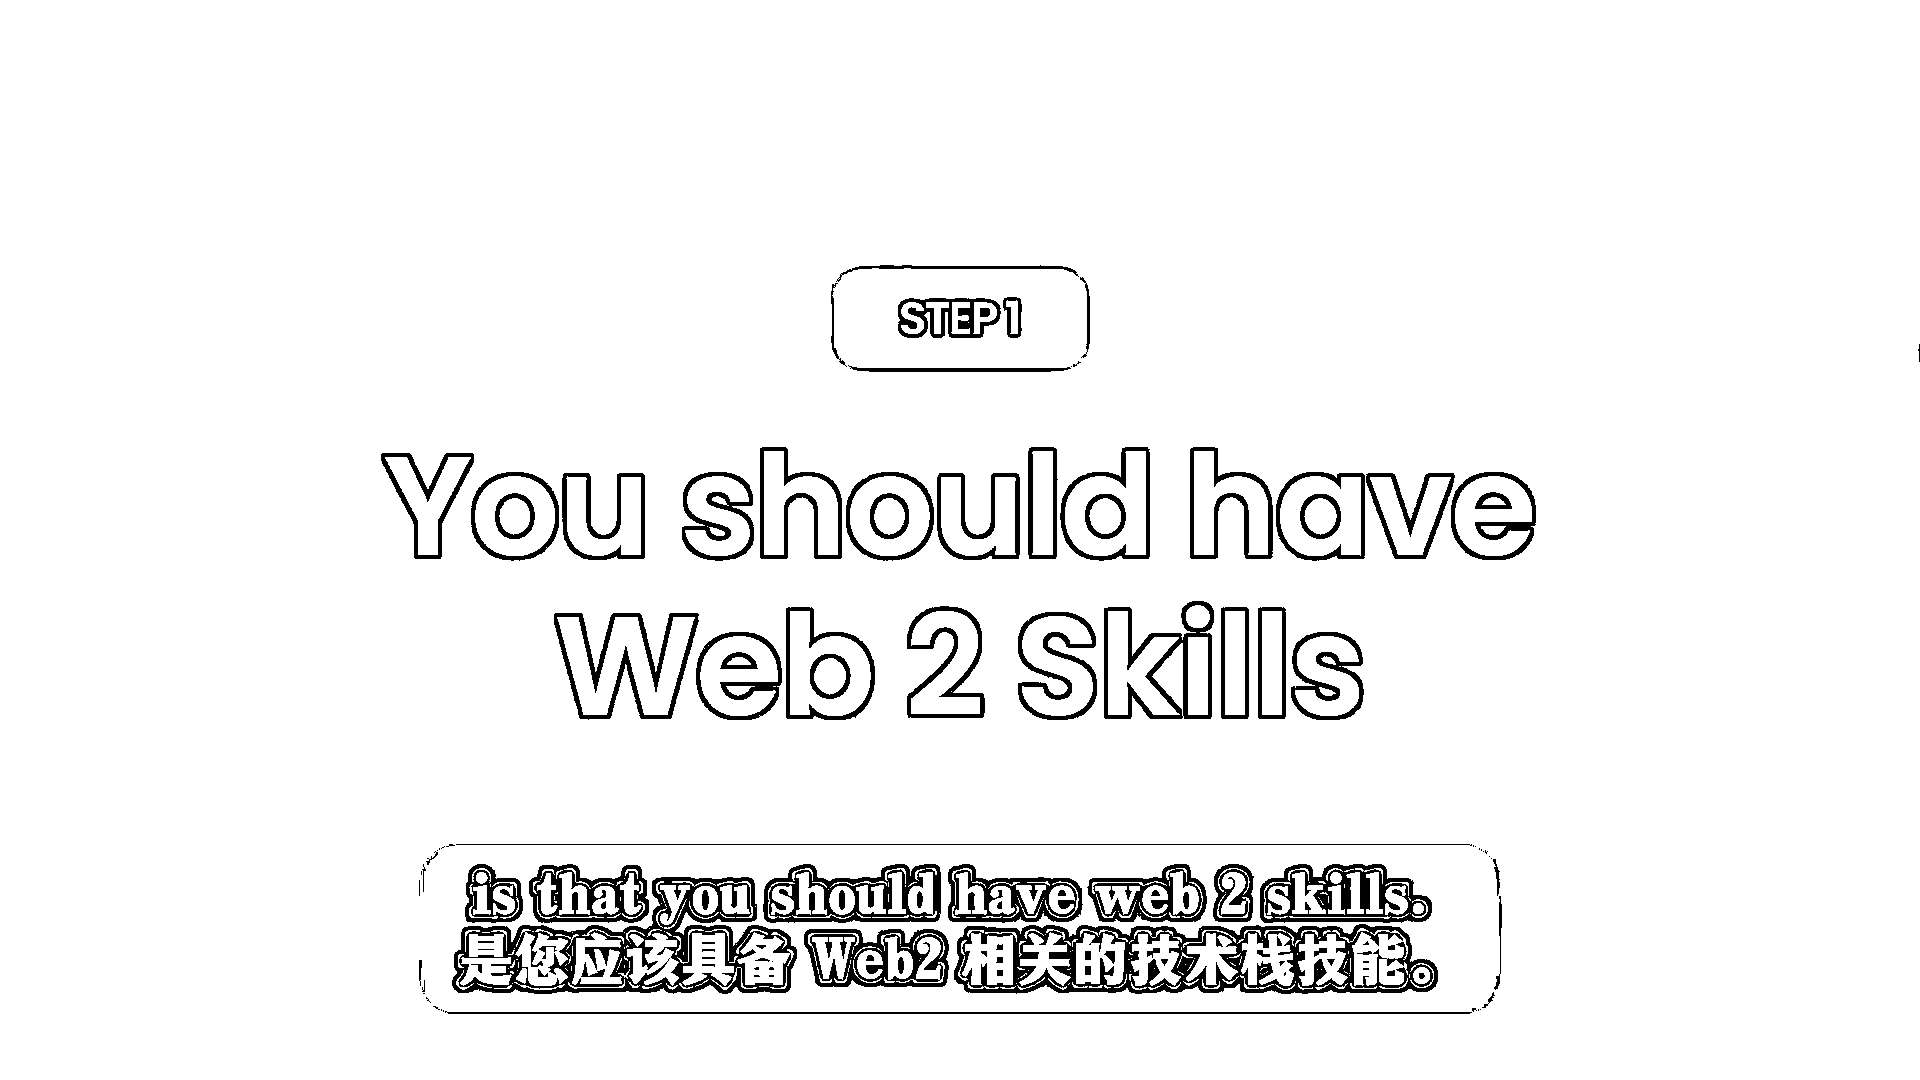 STEP 1
You should have
Web 2 Skills
is that you should have web 2 skills.
是您应该具备 Web2 相关的技术栈技能。